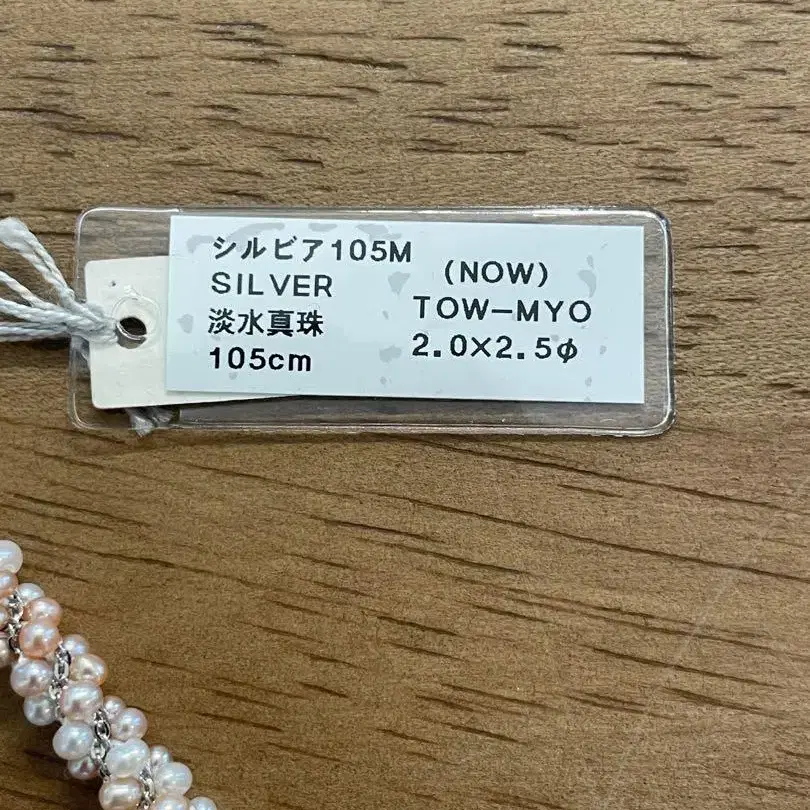 シルビア105M
SILVER
淡水真珠
105cm
(NOW)
TOW-MYO
2.0×2.5φ